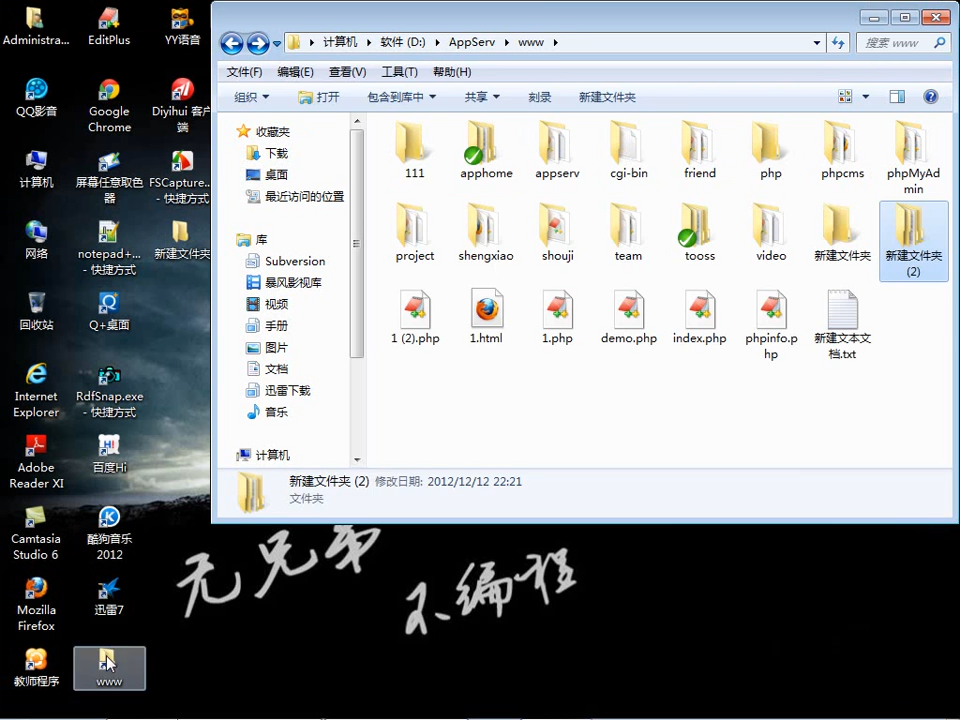 Administra...
EditPlus
YY语音
QQ影音
Google
Chrome
Diyihui 客户
端
计算机
屏幕任意取色
器
FSCapture...
- 快捷方式
网络
notepad+...
- 快捷方式
新建文件夹
回收站
Q+桌面
Internet
Explorer
RdfSnap.exe
- 快捷方式
Adobe
Reader XI
百度Hi
Camtasia
Studio 6
酷狗音乐
2012
Mozilla
Firefox
迅雷7
教师程序
www
计算机 软件 (D:) AppServ www
搜索 www
文件(F) 编辑(E) 查看(V) 工具(T) 帮助(H)
组织 打开 包含到库中 共享 刻录 新建文件夹
收藏夹
下载
桌面
最近访问的位置
库
Subversion
暴风影视库
视频
手册
图片
文档
迅雷下载
音乐
计算机
111 apphome appserv cgi-bin friend php phpcms phpMyAd
min
project shengxiao shouji team tooss video 新建文件夹 新建文件夹
(2)
1 (2).php 1.html 1.php demo.php index.php phpinfo.p
hp
新建文本文
档.txt
新建文件夹 (2) 修改日期: 2012/12/12 22:21
文件夹
无兄弟
不编程